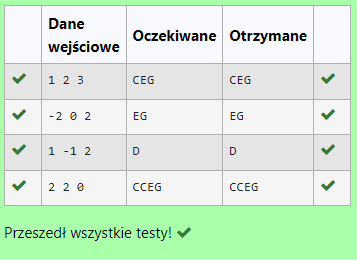 Dane wejściowe Oczekiwane Otrzymane
1 2 3 CEG CEG
-2 0 2 EG EG
1 -1 2 D D
2 2 0 CCEG CCEG
Przeszedł wszystkie testy!